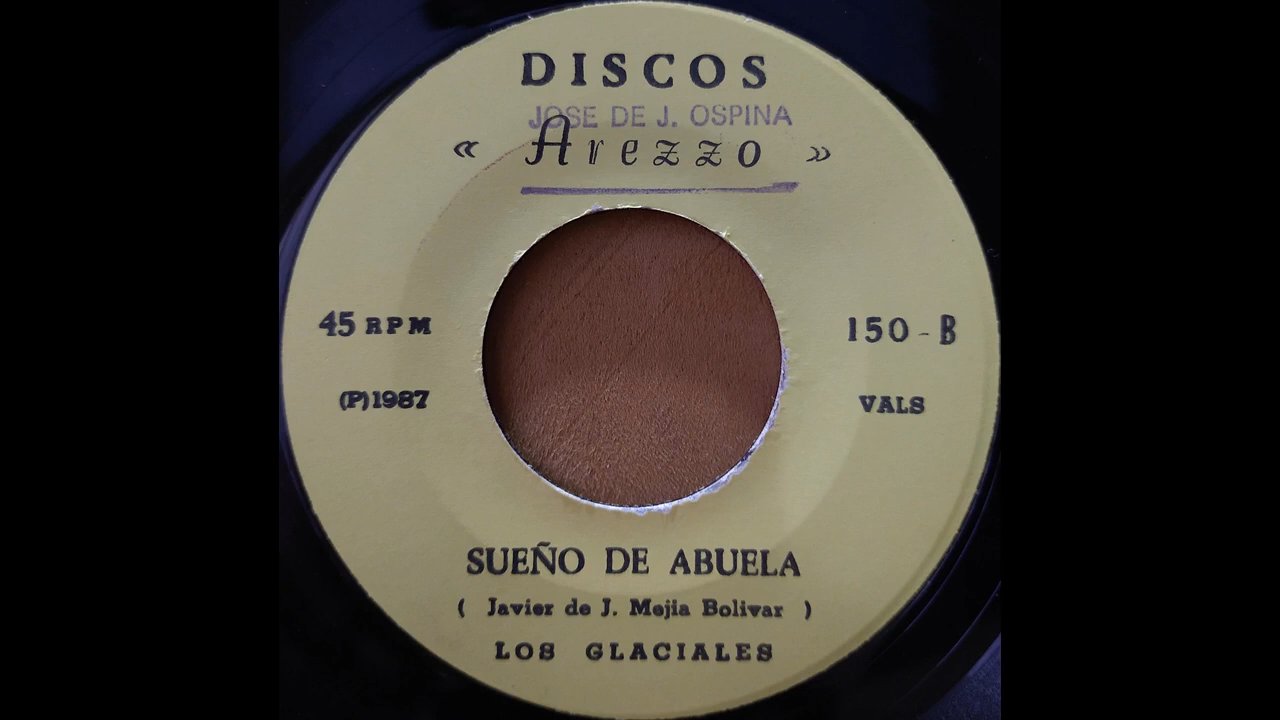 DISCOS
JOSE DE J. OSPINA
« Arezzo »
45 RPM
150-B
(P)1987
VALS
SUEÑO DE ABUELA
( Javier de J. Mejia Bolivar )
LOS GLACIALES